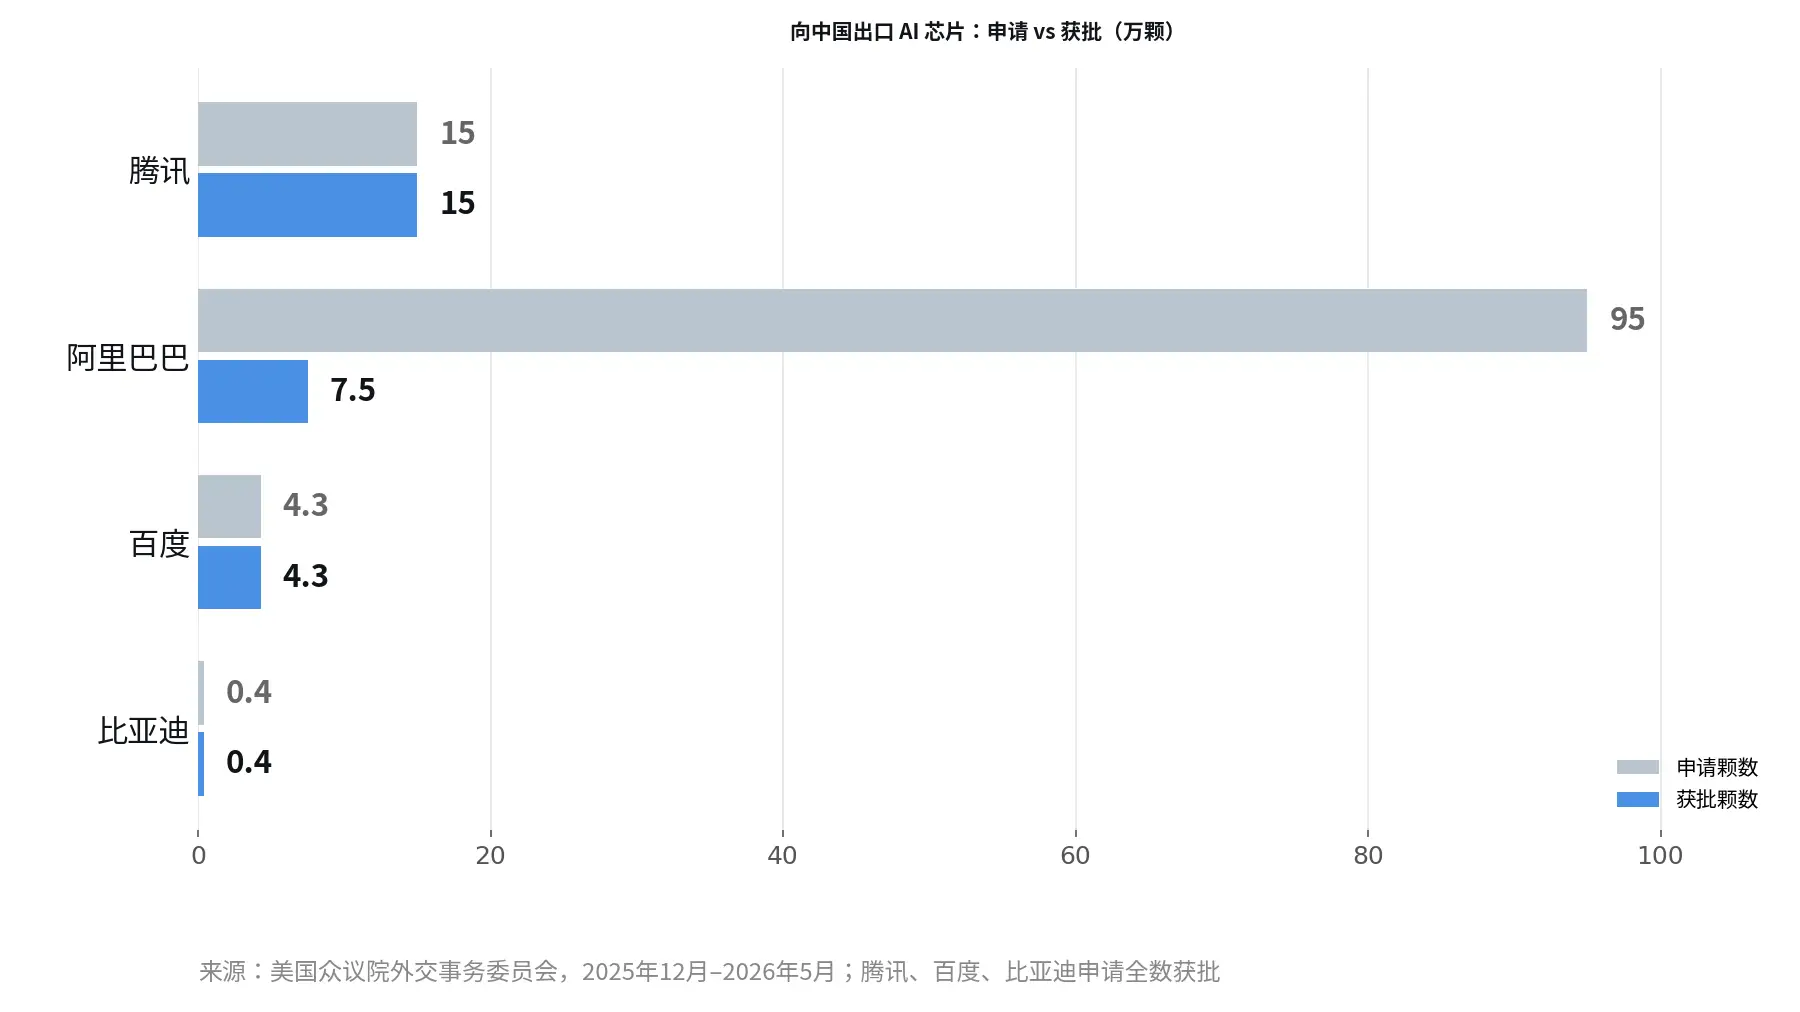 向中国出口 AI 芯片：申请 vs 获批（万颗）
腾讯
15
15
阿里巴巴
95
7.5
百度
4.3
4.3
比亚迪
0.4
0.4
申请颗数
获批颗数
0 20 40 60 80 100
来源：美国众议院外交事务委员会，2025年12月–2026年5月；腾讯、百度、比亚迪申请全数获批